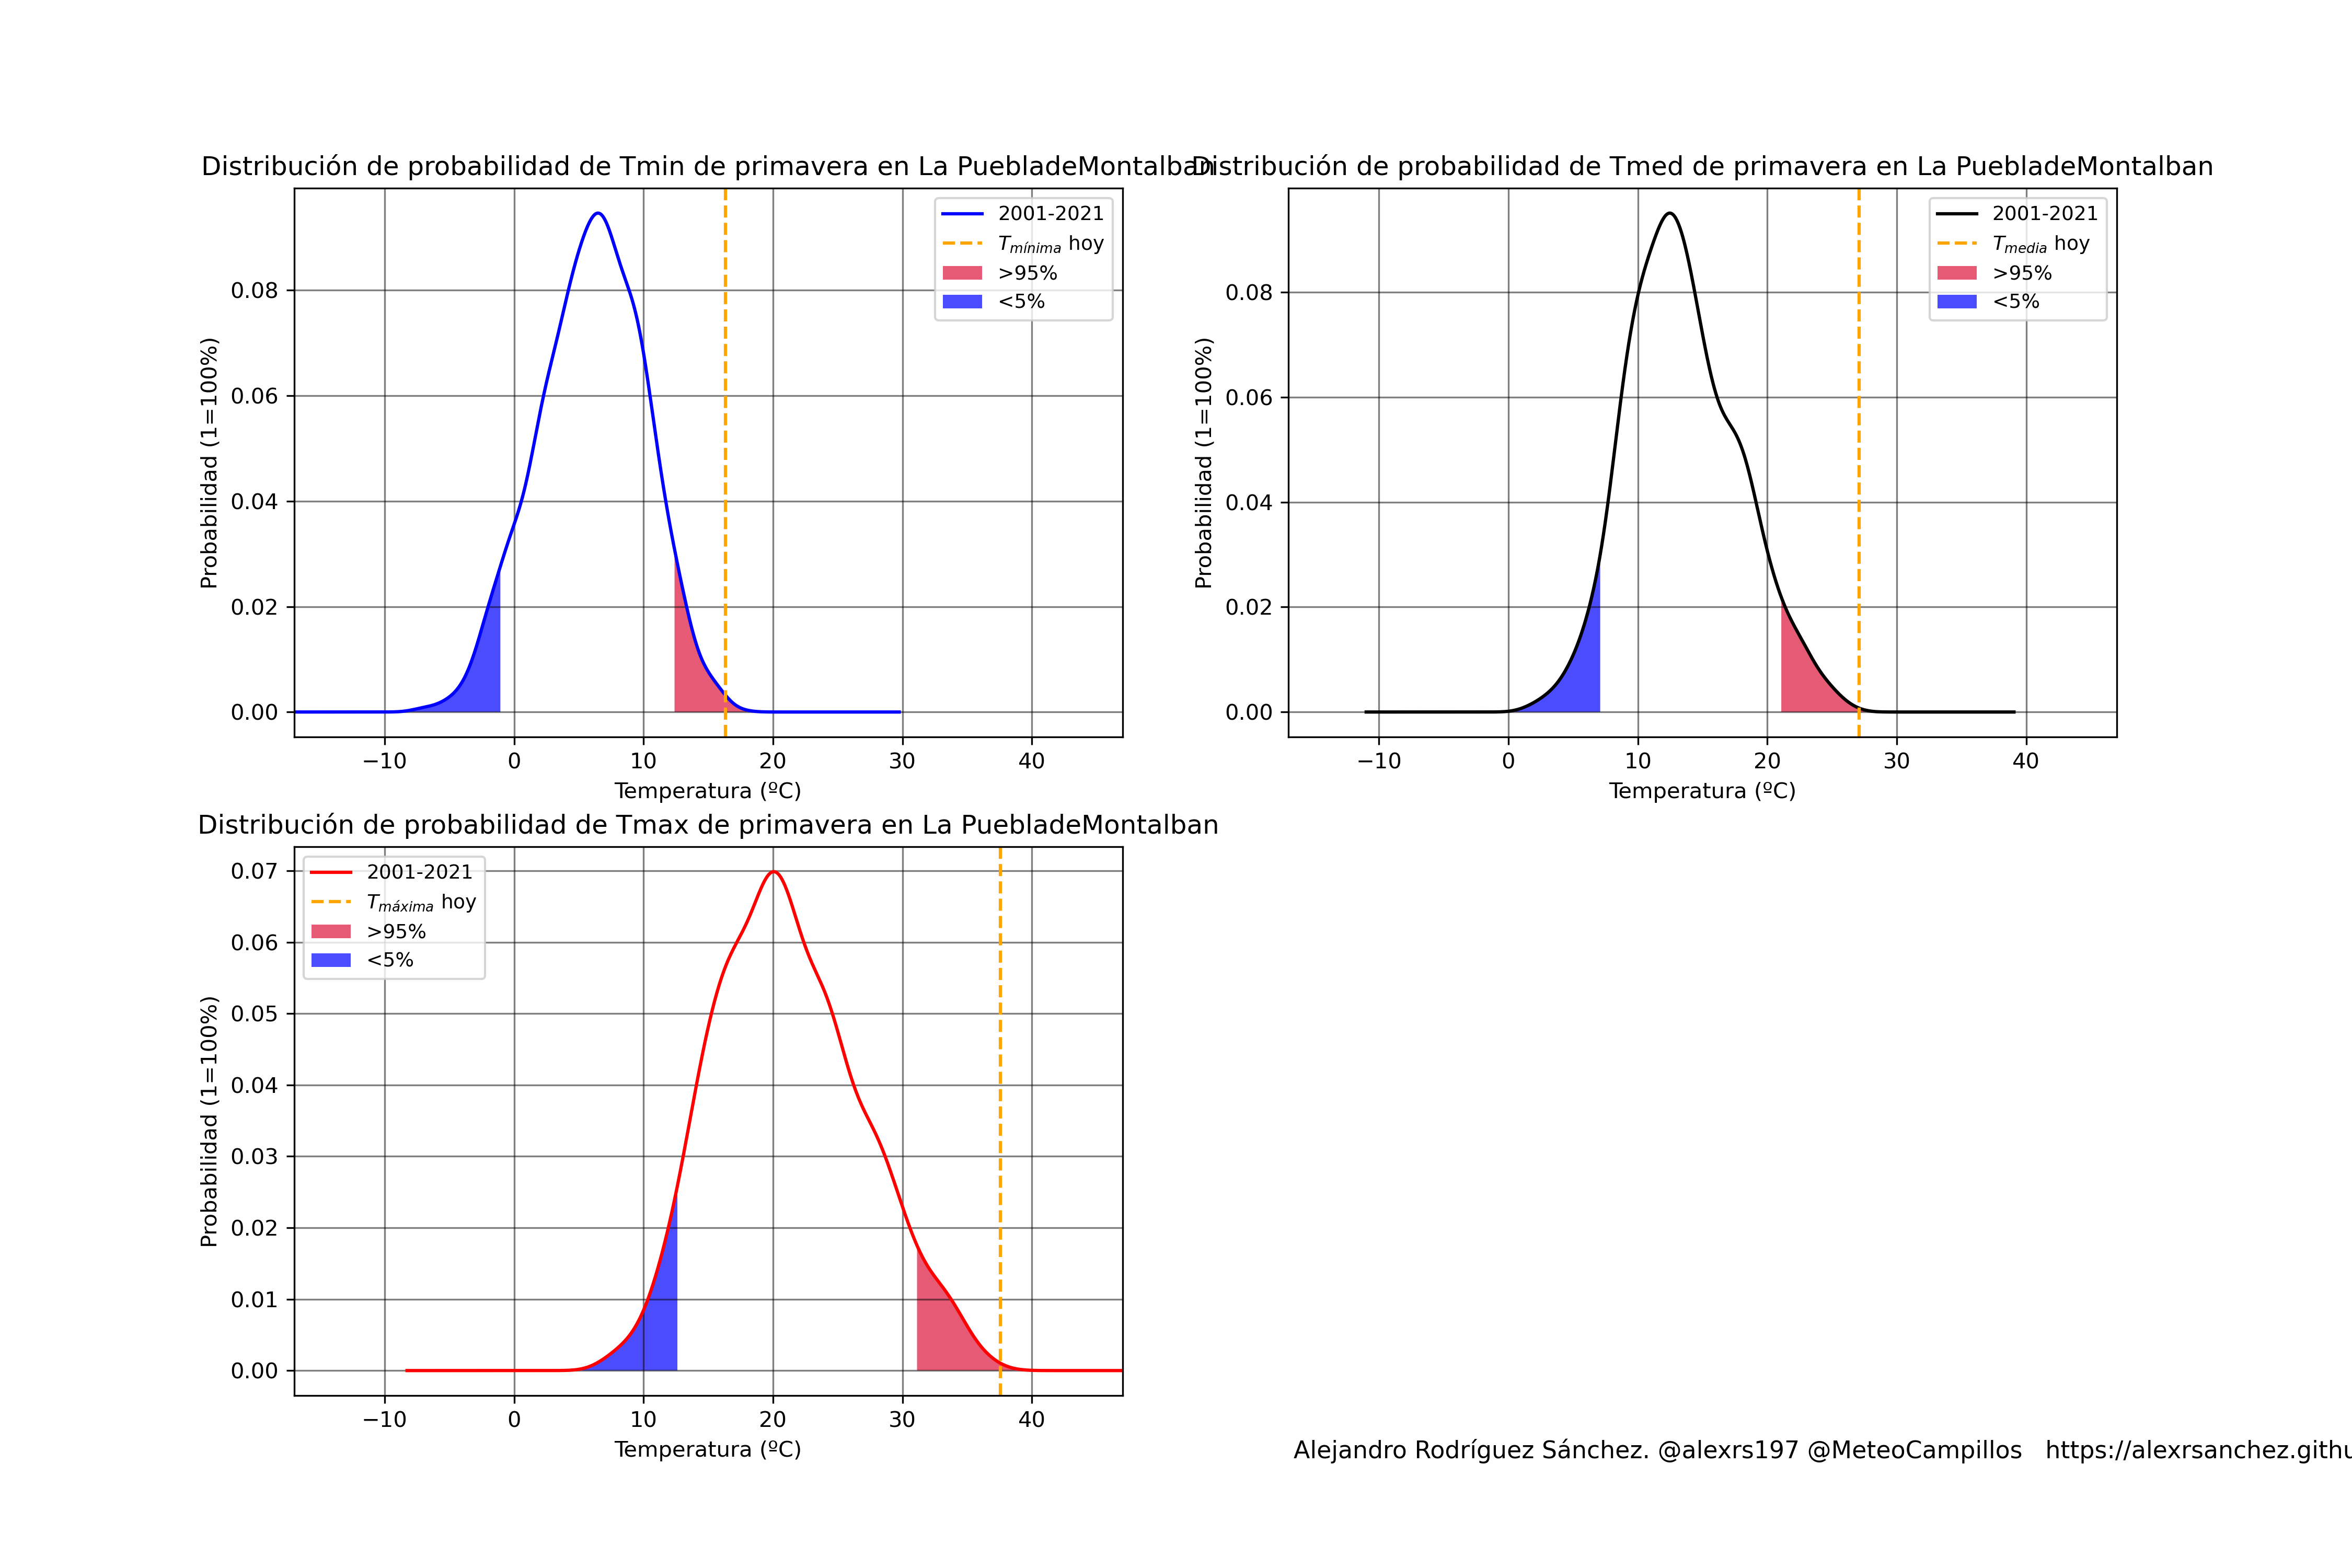 Distribución de probabilidad de Tmin de primavera en La PuebladeMontalban
0.08
0.06
0.04
0.02
0.00
Probabilidad (1=100%)
2001-2021
Tmínima hoy
>95%
<5%
−10 0 10 20 30 40
Temperatura (ºC)
Distribución de probabilidad de Tmed de primavera en La PuebladeMontalban
0.08
0.06
0.04
0.02
0.00
Probabilidad (1=100%)
2001-2021
Tmedia hoy
>95%
<5%
−10 0 10 20 30 40
Temperatura (ºC)
Distribución de probabilidad de Tmax de primavera en La PuebladeMontalban
0.07
0.06
0.05
0.04
0.03
0.02
0.01
0.00
Probabilidad (1=100%)
2001-2021
Tmáxima hoy
>95%
<5%
−10 0 10 20 30 40
Temperatura (ºC)
Alejandro Rodríguez Sánchez. @alexrs197 @MeteoCampillos https://alexrsanchez.githu